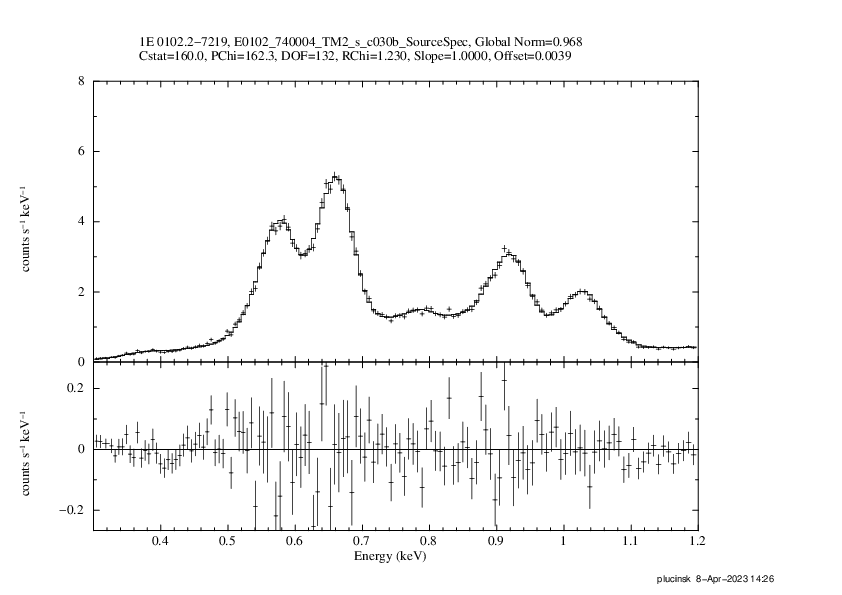 1E 0102.2−7219, E0102_740004_TM2_s_c030b_SourceSpec, Global Norm=0.968
Cstat=160.0, PChi=162.3, DOF=132, RChi=1.230, Slope=1.0000, Offset=0.0039
8
6
4
2
0
counts s⁻¹ keV⁻¹
0.2
0
−0.2
counts s⁻¹ keV⁻¹
0.4 0.5 0.6 0.7 0.8 0.9 1 1.1 1.2
Energy (keV)
plucinsk 8−Apr−2023 14:26